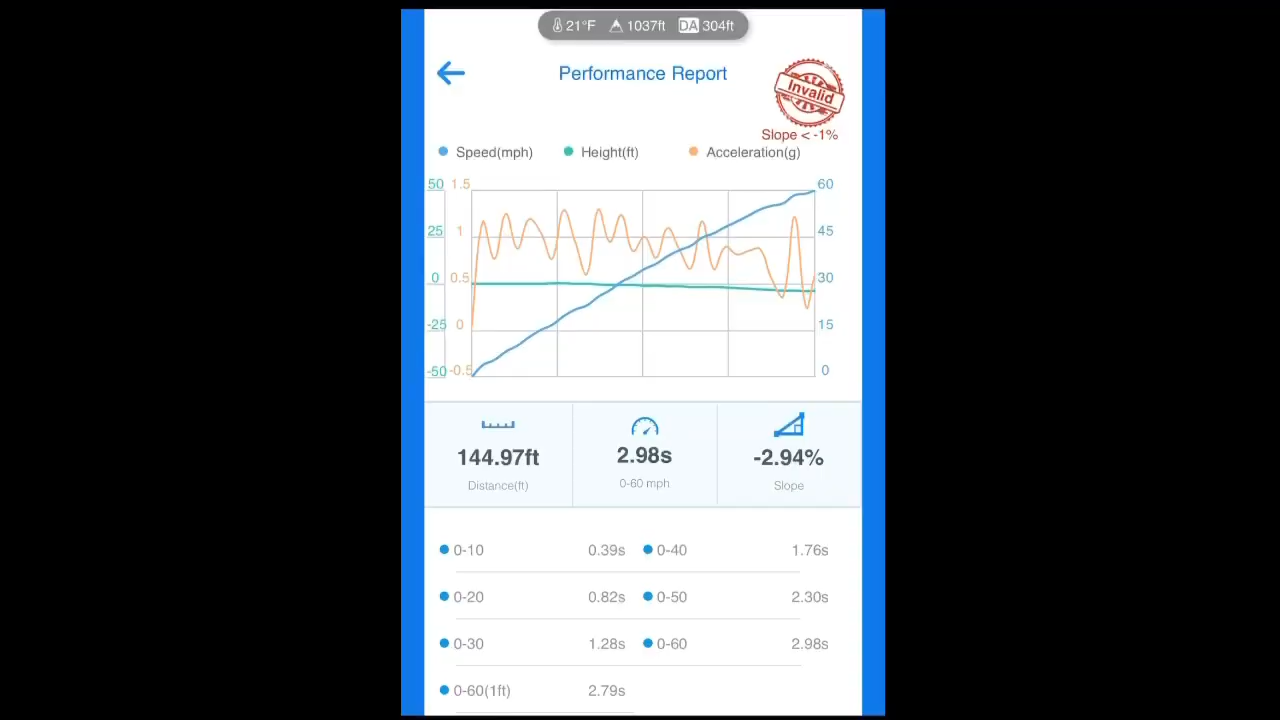 21°F 1037ft DA 304ft
Performance Report
Invalid
Slope < -1%
Speed(mph) Height(ft) Acceleration(g)
50 1.5 60
25 1 45
0 0.5 30
-25 0 15
-50 -0.5 0
144.97ft 2.98s -2.94%
Distance(ft) 0-60 mph Slope
0-10 0.39s 0-40 1.76s
0-20 0.82s 0-50 2.30s
0-30 1.28s 0-60 2.98s
0-60(1ft) 2.79s